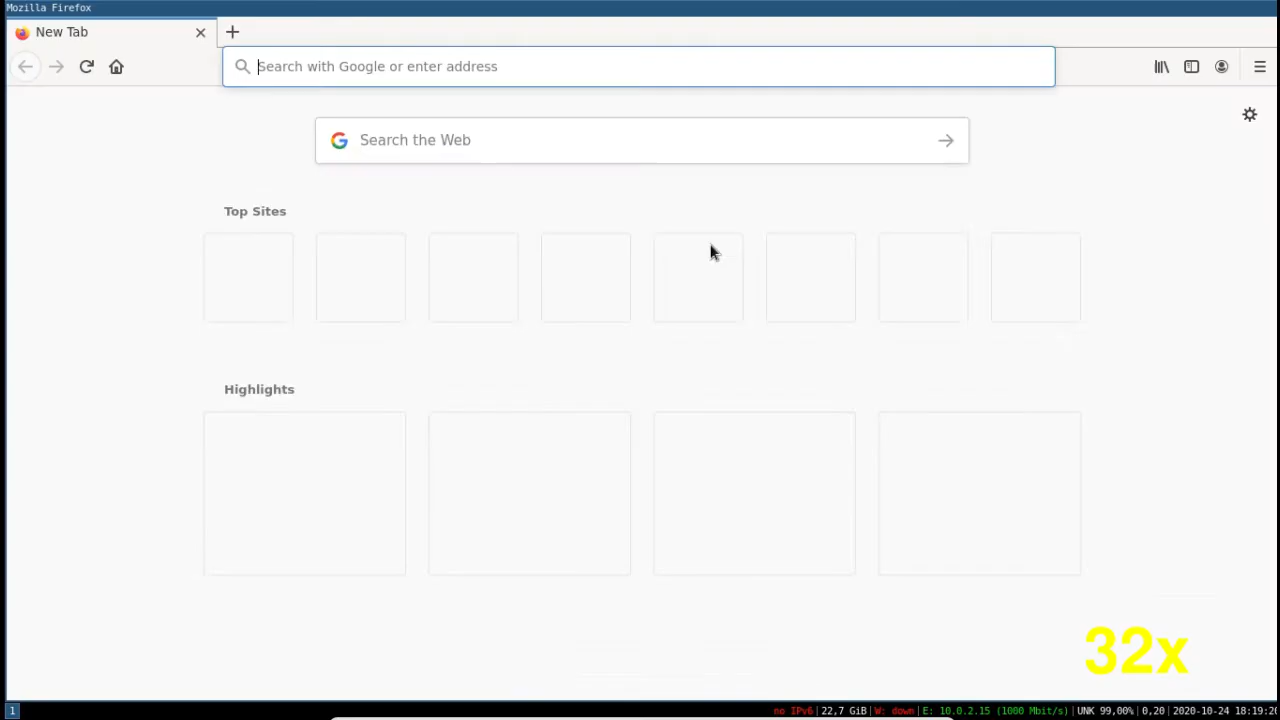 Mozilla Firefox
New Tab
Search with Google or enter address
Search the Web
Top Sites
Highlights
32x
1
no IPv6|22,7 GiB|W: down|E: 10.0.2.15 (1000 Mbit/s)|UNK 99,00%|0,20|2020-10-24 18:19:20